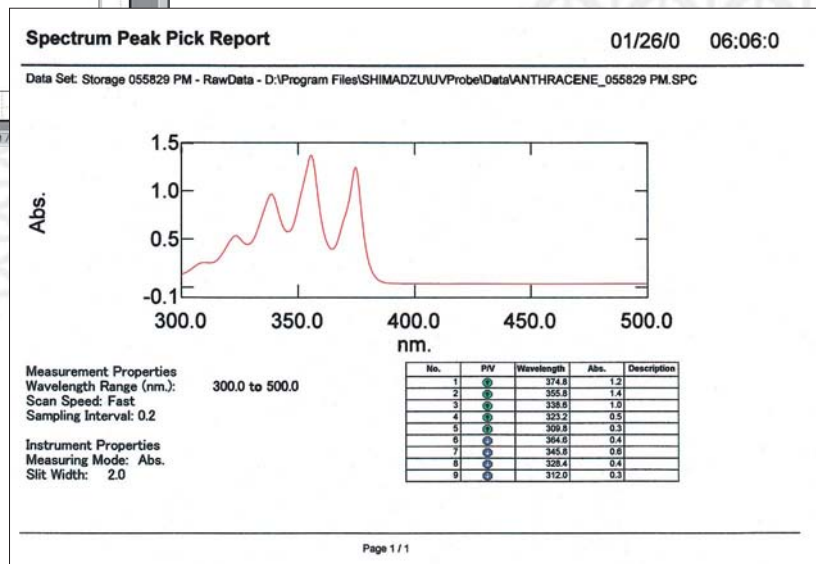 Spectrum Peak Pick Report
01/26/0 06:06:0
Data Set: Storage 055829 PM - RawData - D:\Program Files\SHIMADZU\UVProbe\Data\ANTHRACENE_055829 PM.SPC
Abs.
1.5
1.0
0.5
-0.1
300.0 350.0 400.0 450.0 500.0
nm.
Measurement Properties
Wavelength Range (nm.): 300.0 to 500.0
Scan Speed: Fast
Sampling Interval: 0.2
Instrument Properties
Measuring Mode: Abs.
Slit Width: 2.0
No. P/V Wavelength Abs. Description
1 374.8 1.2
2 355.8 1.4
3 338.6 1.0
4 323.2 0.5
5 309.8 0.3
6 364.6 0.4
7 345.8 0.6
8 328.4 0.4
9 312.0 0.3
Page 1 / 1